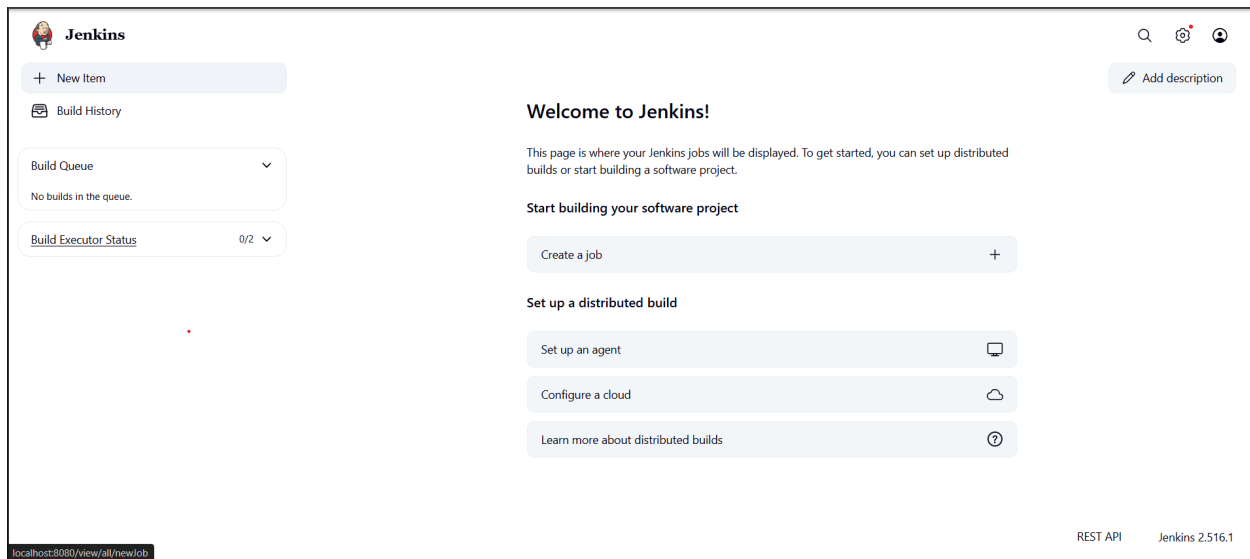 Jenkins
New Item
Build History
Build Queue
No builds in the queue.
Build Executor Status
0/2
Add description
Welcome to Jenkins!
This page is where your Jenkins jobs will be displayed. To get started, you can set up distributed
builds or start building a software project.
Start building your software project
Create a job
Set up a distributed build
Set up an agent
Configure a cloud
Learn more about distributed builds
REST API
Jenkins 2.516.1
localhost:8080/view/all/newJob